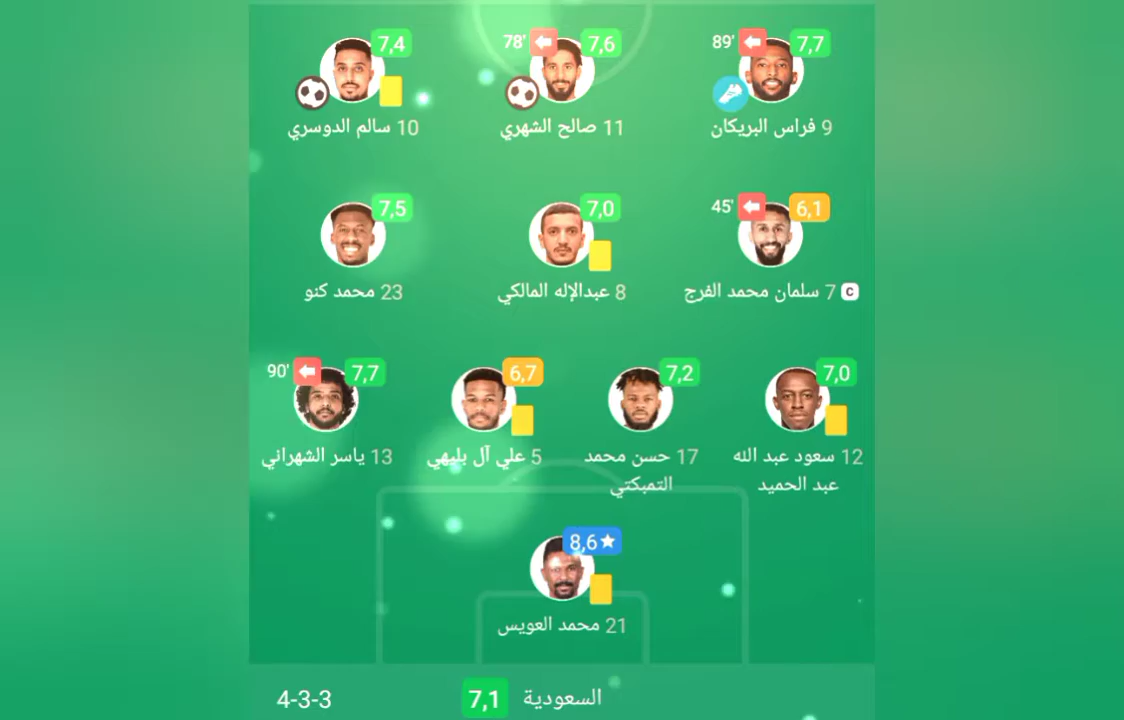 7,4
78'
7,6
89'
7,7
10 سالم الدوسري
11 صالح الشهري
9 فراس البريكان
7,5
7,0
45'
6,1
23 محمد كنو
8 عبدالإله المالكي
7 سلمان محمد الفرج C
90'
7,7
6,7
7,2
7,0
13 ياسر الشهراني
5 علي آل بليهي
17 حسن محمد
التمبكتي
12 سعود عبد الله
عبد الحميد
8,6
21 محمد العويس
4-3-3
7,1
السعودية